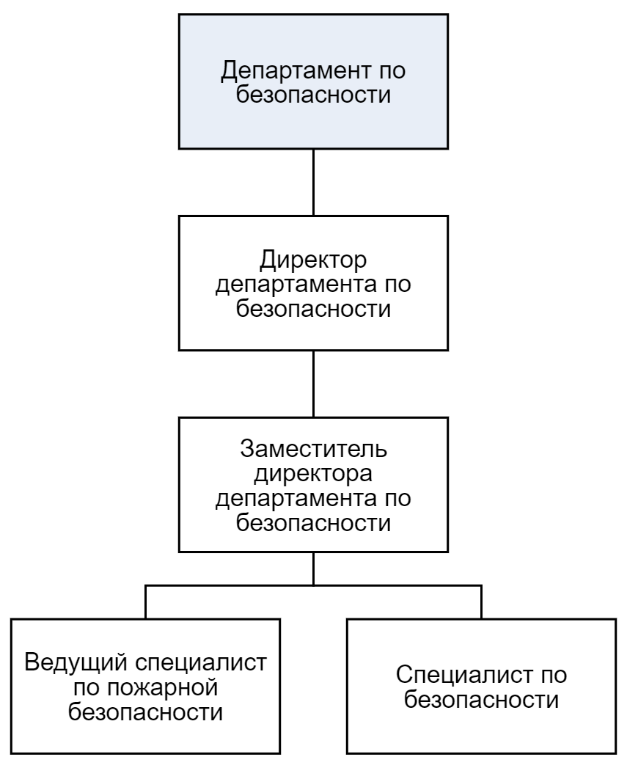 Департамент по
безопасности
Директор
департамента по
безопасности
Заместитель
директора
департамента по
безопасности
Ведущий специалист
по пожарной
безопасности
Специалист по
безопасности